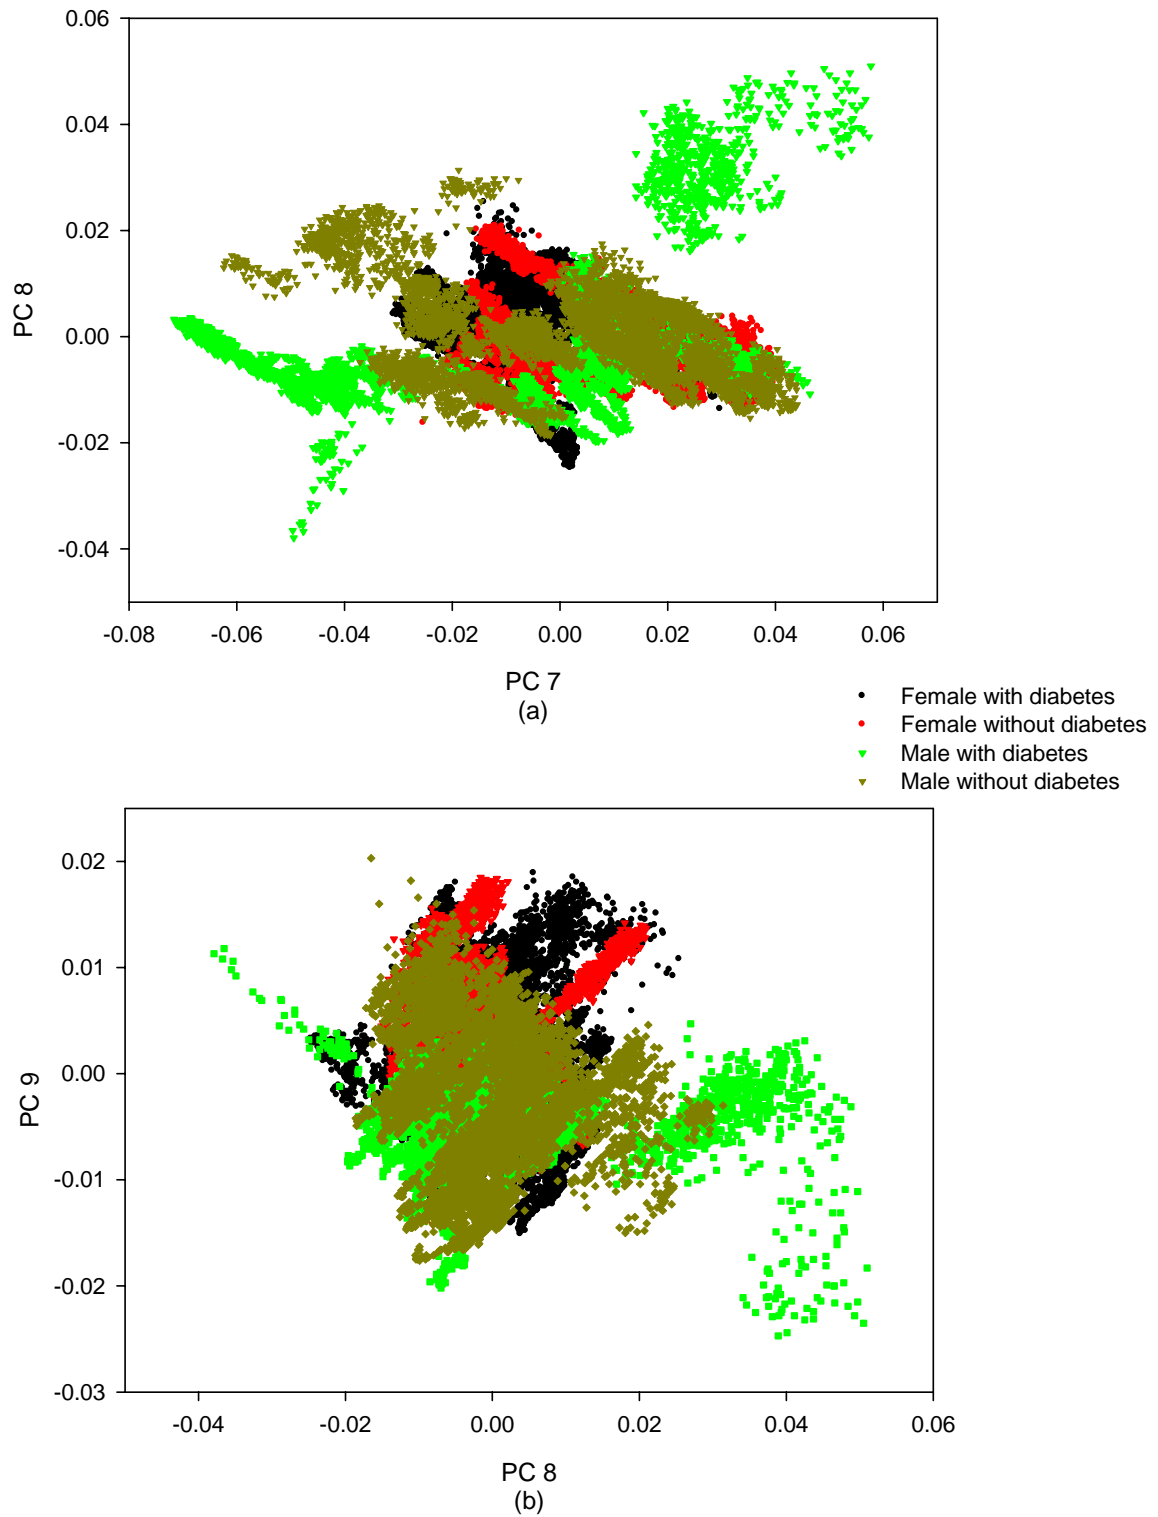 0.06
0.04
0.02
0.00
-0.02
-0.04
PC 8
-0.08 -0.06 -0.04 -0.02 0.00 0.02 0.04 0.06
PC 7
(a)
Female with diabetes
Female without diabetes
Male with diabetes
Male without diabetes
0.02
0.01
0.00
-0.01
-0.02
-0.03
PC 9
-0.04 -0.02 0.00 0.02 0.04 0.06
PC 8
(b)